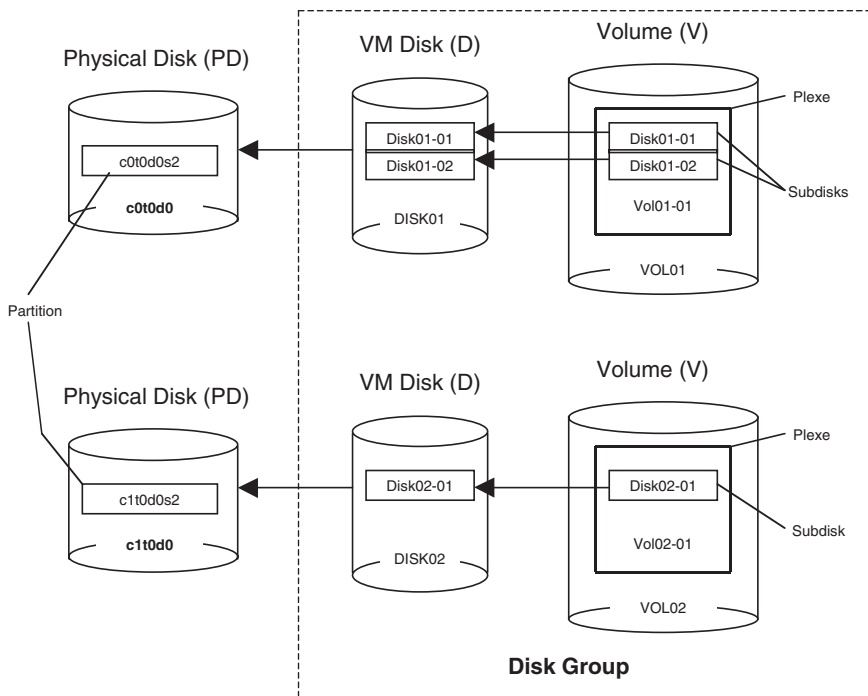 Physical Disk (PD)
VM Disk (D)
Volume (V)
Plexe
c0t0d0s2
c0t0d0
Disk01-01
Disk01-02
DISK01
Disk01-01
Disk01-02
Vol01-01
VOL01
Subdisks
Partition
Physical Disk (PD)
VM Disk (D)
Volume (V)
Plexe
c1t0d0s2
c1t0d0
Disk02-01
DISK02
Disk02-01
Vol02-01
VOL02
Subdisk
Disk Group